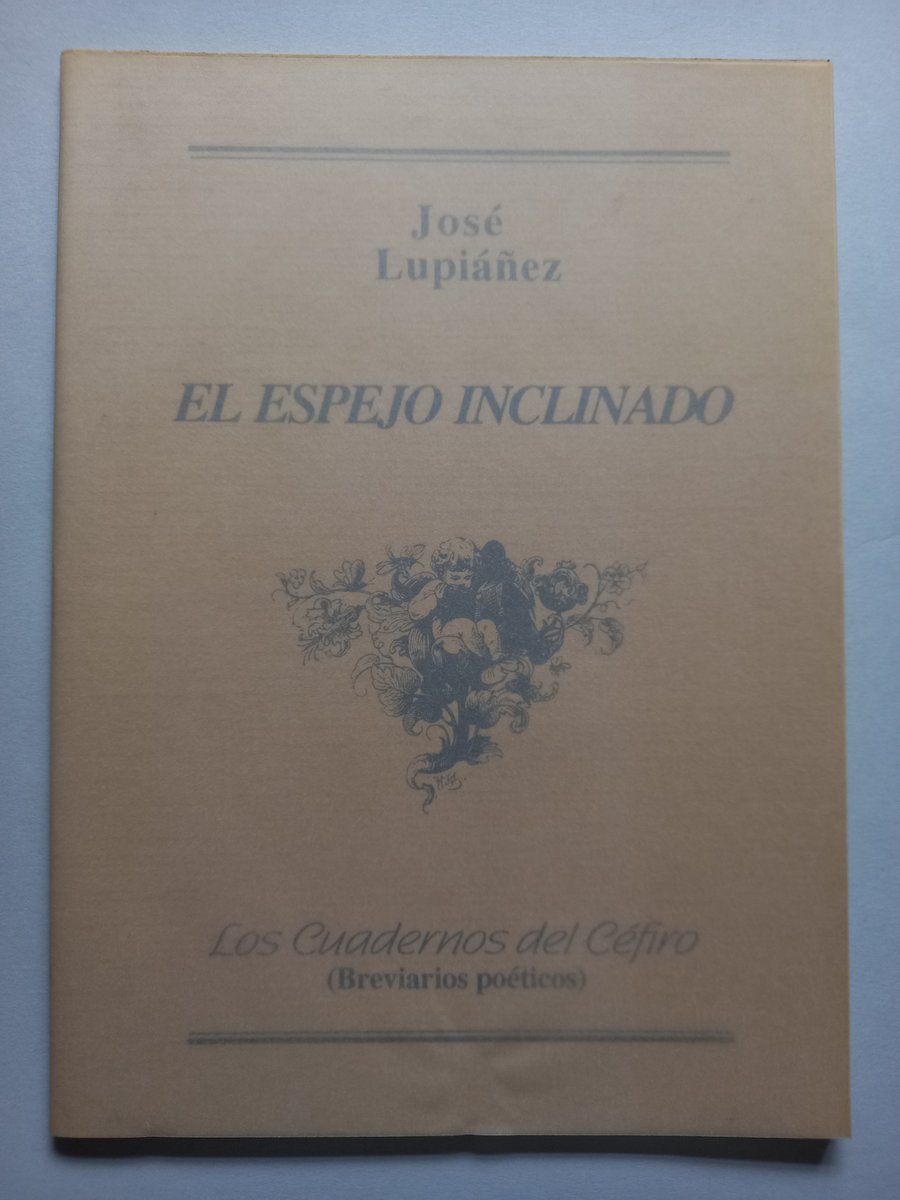 José
Lupiáñez
EL ESPEJO INCLINADO
Los Cuadernos del Céfiro
(Breviarios poéticos)